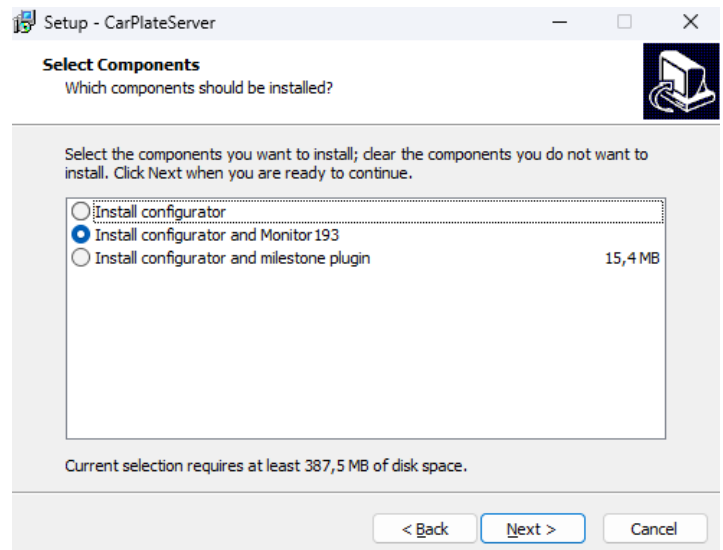 Setup - CarPlateServer
Select Components
Which components should be installed?
Select the components you want to install; clear the components you do not want to
install. Click Next when you are ready to continue.
Install configurator
Install configurator and Monitor193
Install configurator and milestone plugin 15,4 MB
Current selection requires at least 387,5 MB of disk space.
< Back Next > Cancel